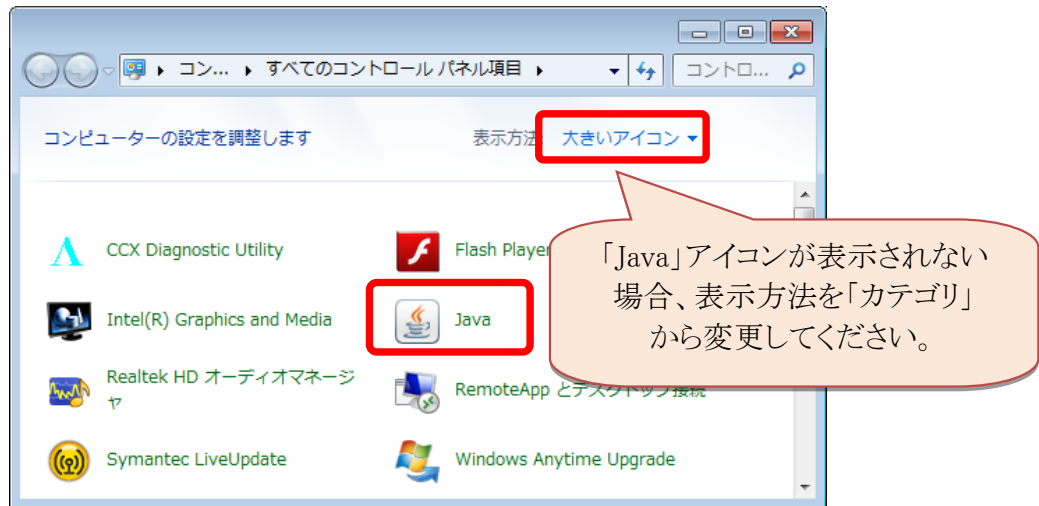 コン... すべてのコントロール パネル項目 コントロ...
コンピューターの設定を調整します 表示方法: 大きいアイコン
CCX Diagnostic Utility Flash Player
「Java」アイコンが表示されない
場合、表示方法を「カテゴリ」
から変更してください。
Intel(R) Graphics and Media Java
Realtek HD オーディオマネージ
ャ
RemoteApp とデスクトップ接続
Symantec LiveUpdate Windows Anytime Upgrade